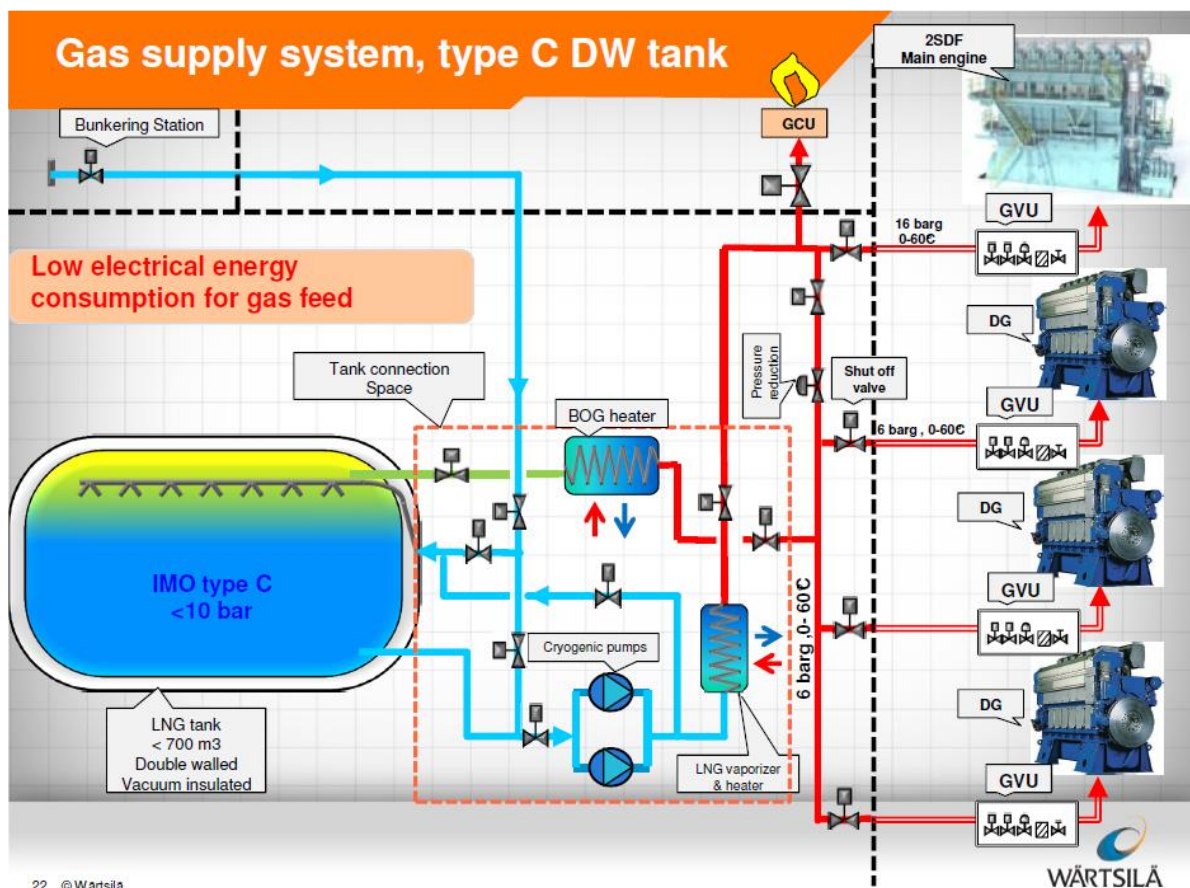 Gas supply system, type C DW tank
2SDF
Main engine
Bunkering Station
GCU
GVU
16 barg
0-60°C
Low electrical energy
consumption for gas feed
DG
Tank connection
Space
Pressure
reduction
Shut off
valve
BOG heater
GVU
6 barg , 0-60°C
DG
IMO type C
<10 bar
GVU
Cryogenic pumps
6 barg ,0- 60°C
LNG tank
< 700 m3
Double walled
Vacuum insulated
LNG vaporizer
& heater
DG
GVU
22 © Wärtsilä
WÄRTSILÄ